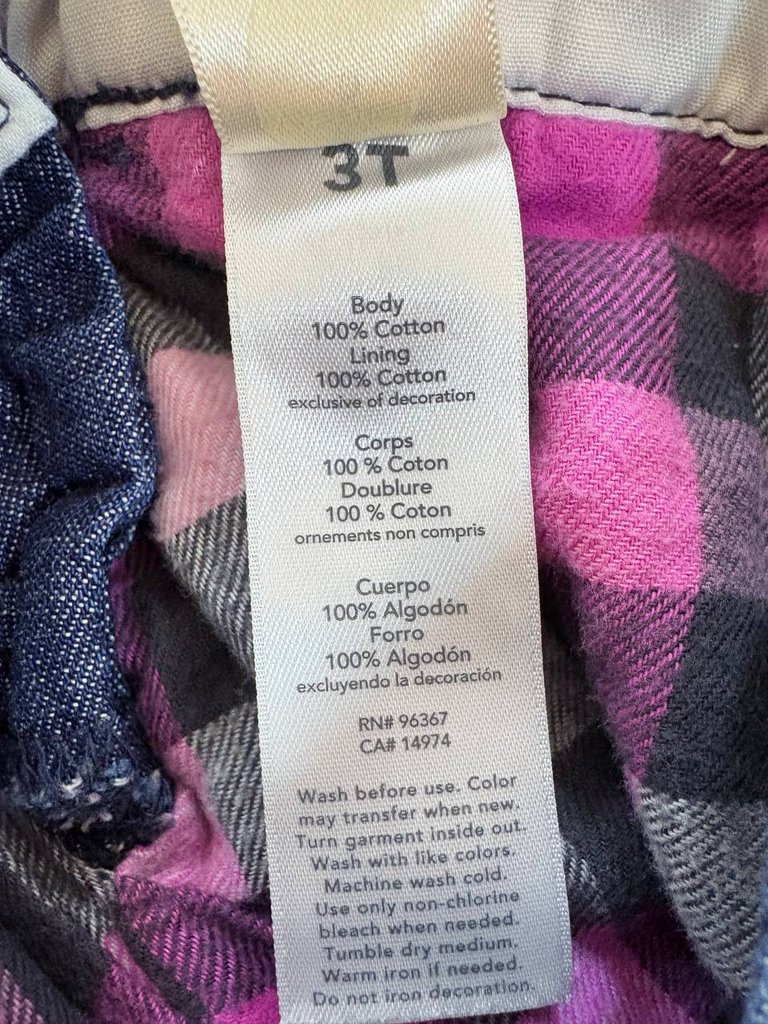 3T
Body
100% Cotton
Lining
100% Cotton
exclusive of decoration
Corps
100 % Coton
Doublure
100 % Coton
ornements non compris
Cuerpo
100% Algodón
Forro
100% Algodón
excluyendo la decoración
RN# 96367
CA# 14974
Wash before use. Color
may transfer when new.
Turn garment inside out.
Wash with like colors.
Machine wash cold.
Use only non-chlorine
bleach when needed.
Tumble dry medium.
Warm iron if needed.
Do not iron decoration.